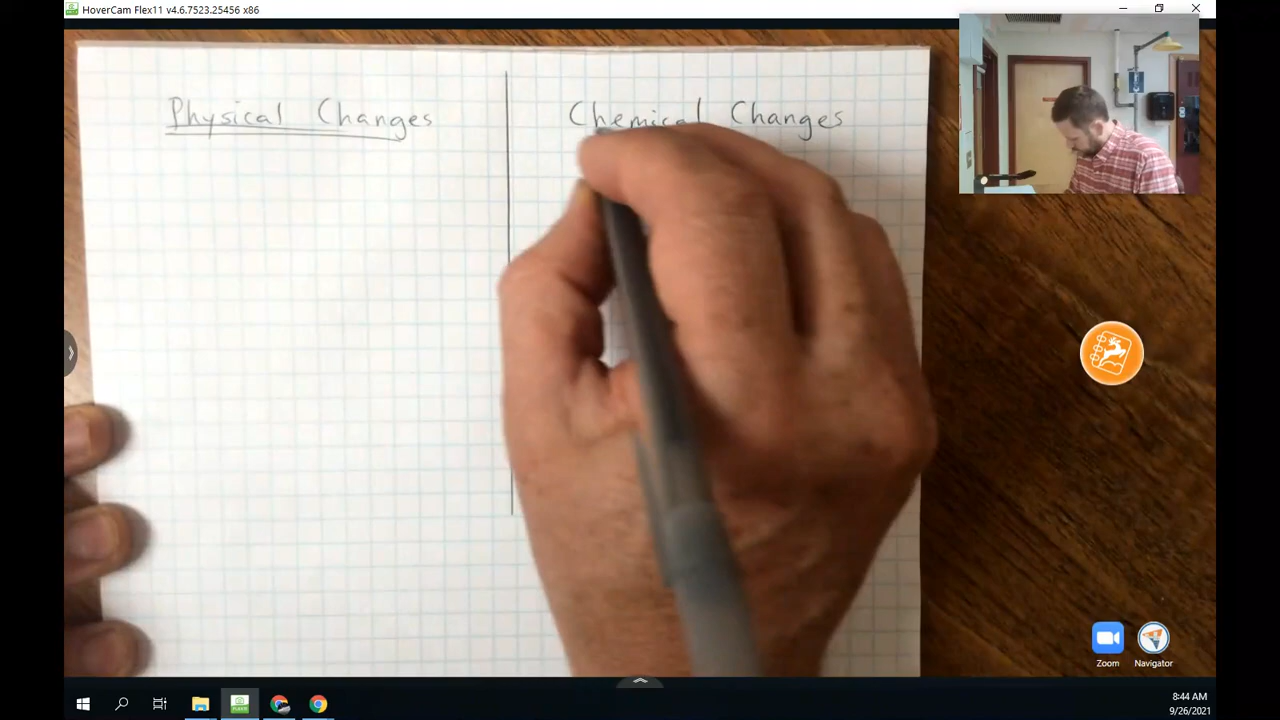 HoverCam Flex11 v4.6.7523.25456 x86
Physical Changes
Chemical Changes
Zoom
Navigator
8:44 AM
9/26/2021